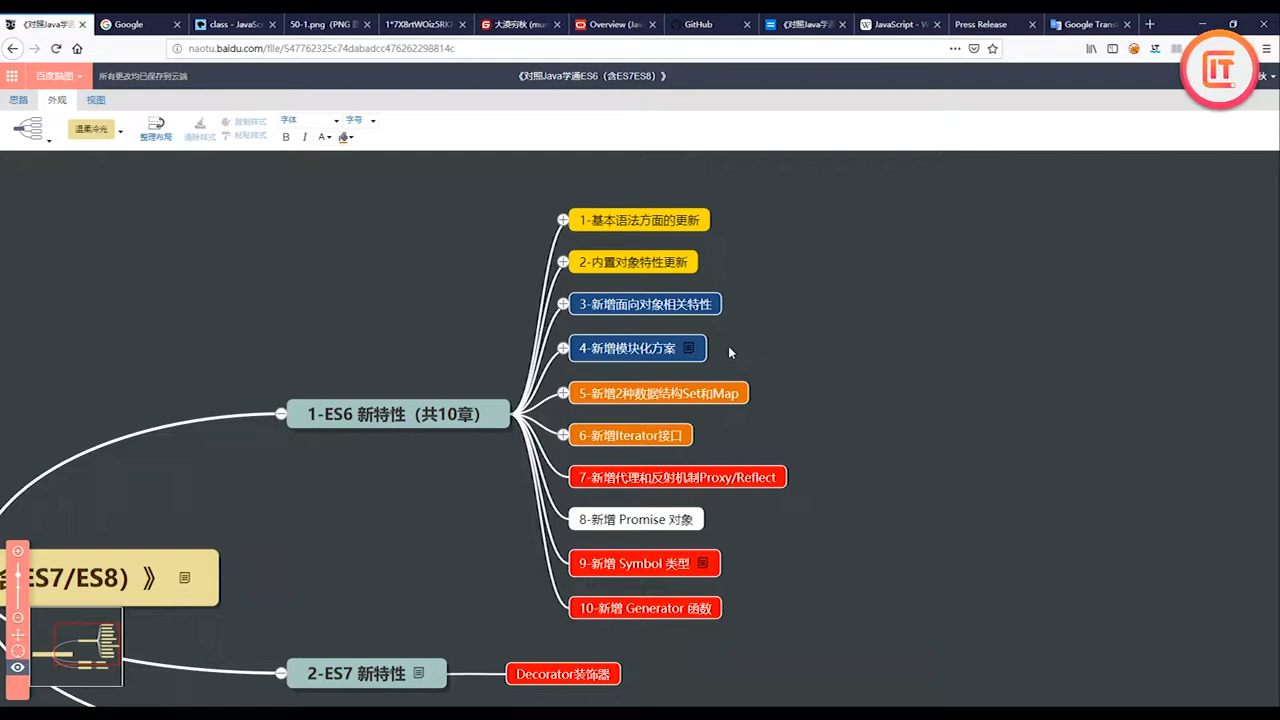 《对照Java学通
Google
class - JavaSc
50-1.png (PNG
1*7X8rtWOiz5RK
大漠穷秋 (mu
Overview (Jav
GitHub
《对照Java学
JavaScript - W
Press Release
Google Trans
naotu.baidu.com/file/547762325c74dabadcc476262298814c
百度脑图
所有更改均已保存到云端
《对照Java学通ES6（含ES7ES8）》
IT
思路
外观
视图
温柔冷光
整理布局
清除样式
复制样式
粘贴样式
字体
字号
B
I
A
1-基本语法方面的更新
2-内置对象特性更新
3-新增面向对象相关特性
4-新增模块化方案
5-新增2种数据结构Set和Map
1-ES6 新特性（共10章）
6-新增Iterator接口
7-新增代理和反射机制Proxy/Reflect
8-新增 Promise 对象
9-新增 Symbol 类型
10-新增 Generator 函数
ES7/ES8）》
2-ES7 新特性
Decorator装饰器